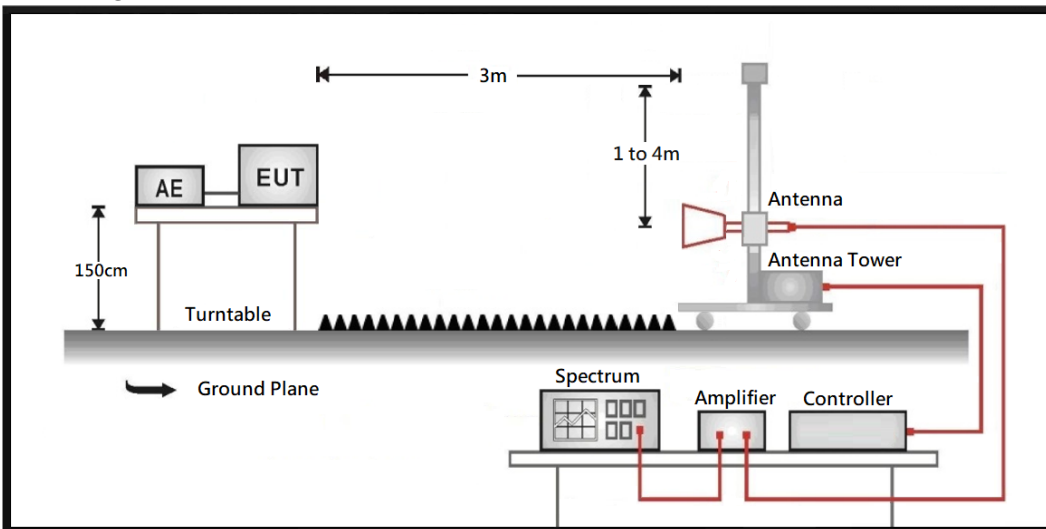 3m
1 to 4m
AE
EUT
Antenna
150cm
Antenna Tower
Turntable
Ground Plane
Spectrum
Amplifier
Controller